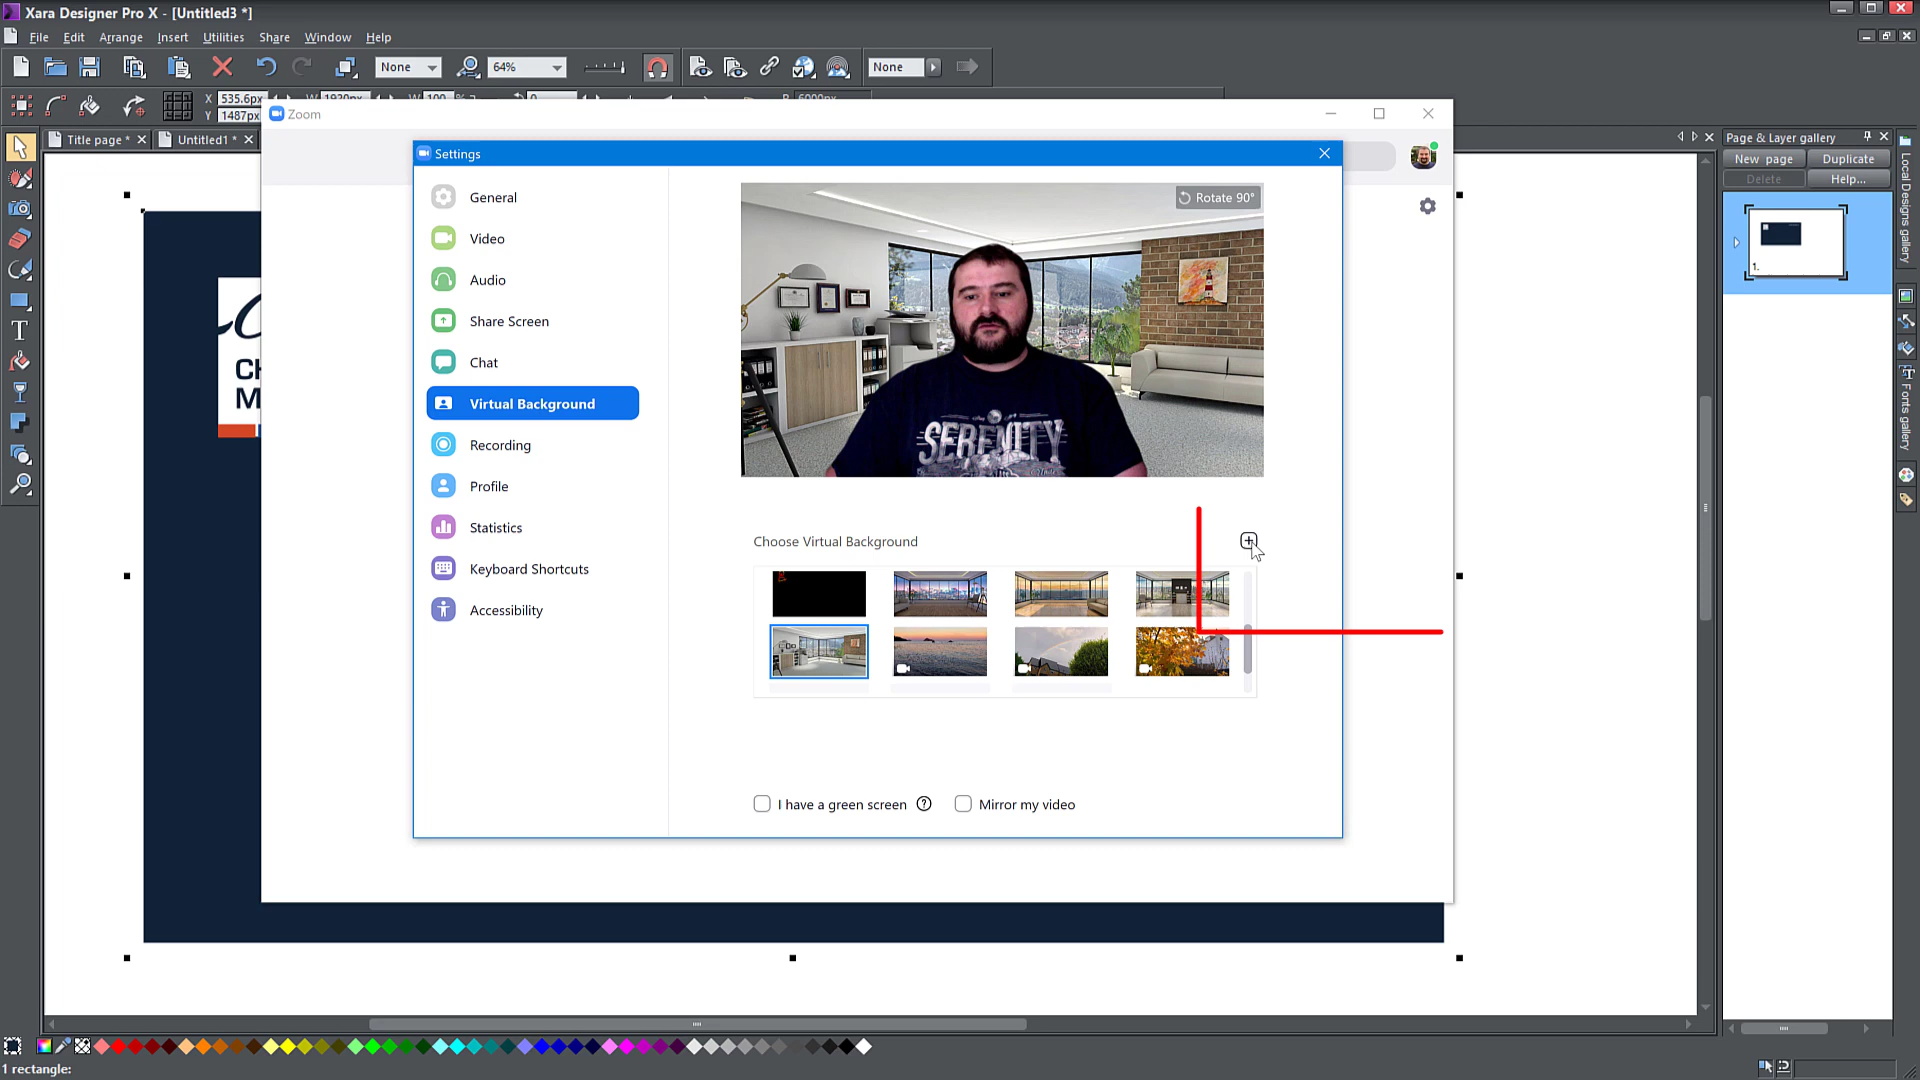 Xara Designer Pro X - [Untitled3 *]
File Edit Arrange Insert Utilities Share Window Help
None 64% None
X 535.6px
Y 1487px
Title page * Untitled1 *
Zoom
Page & Layer gallery
New page Duplicate
Delete Help...
1.
Local Designs gallery
Fonts gallery
Settings
General
Video
Audio
Share Screen
Chat
Virtual Background
Recording
Profile
Statistics
Keyboard Shortcuts
Accessibility
Rotate 90°
SERENITY
Choose Virtual Background
I have a green screen Mirror my video
CH
M
1 rectangle: